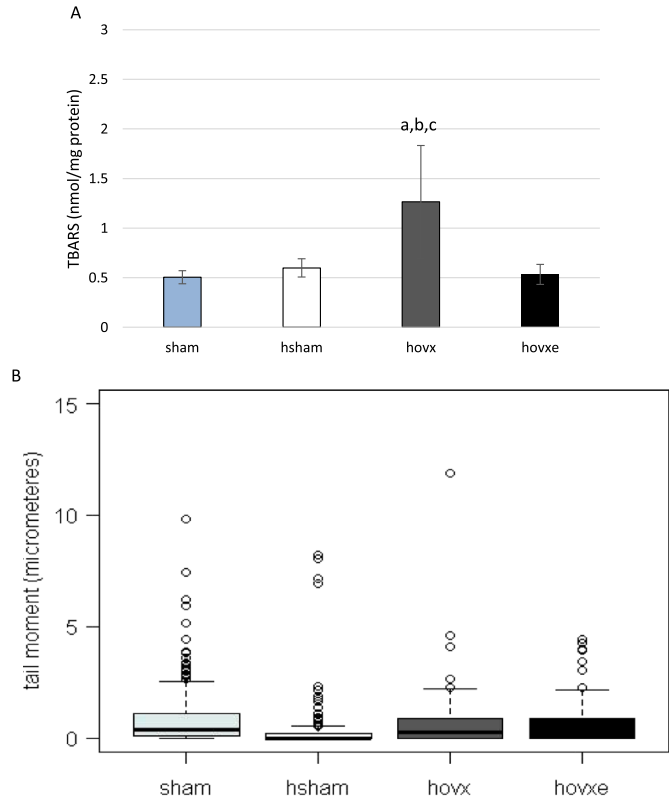 A
3
2.5
2
1.5
1
0.5
0
TBARS (nmol/mg protein)
a,b,c
sham hsham hovx hovxe
B
15
10
5
0
tail moment (micrometeres)
sham hsham hovx hovxe